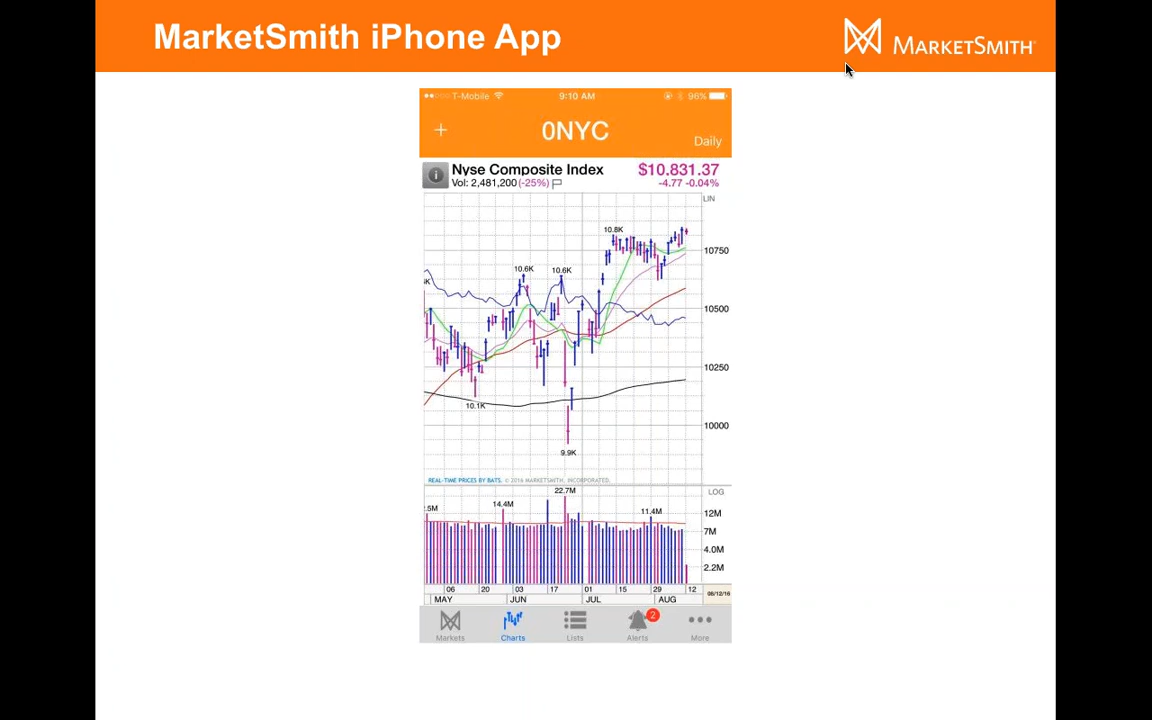 MarketSmith iPhone App
MARKETSMITH
T-Mobile 9:10 AM 96%
+ 0NYC Daily
Nyse Composite Index $10,831.37
Vol: 2,481,200 (-25%) -4.77 -0.04%
LIN
10.8K
10750
10.6K 10.6K
10500
10250
10.1K
10000
9.9K
REAL-TIME PRICES BY BATS. © 2016 MARKETSMITH, INCORPORATED.
LOG
22.7M
14.4M
.5M 11.4M
12M
7M
4.0M
2.2M
06 20 03 17 01 15 29 12
MAY JUN JUL AUG 08/12/16
2
Markets Charts Lists Alerts More